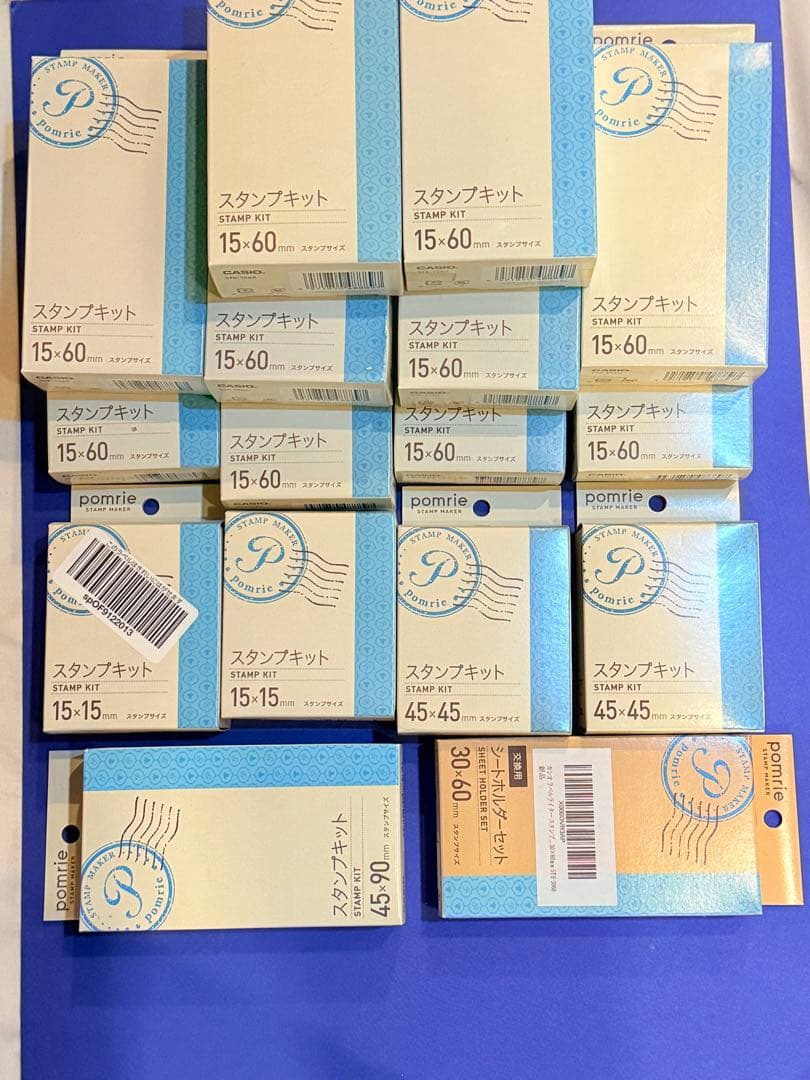 pomrie
pomrie
pomrie
STAMP MAKER
pomrie
スタンプキット
STAMP KIT
15×60mm スタンプサイズ
CASIO
スタンプキット
STAMP KIT
15×60mm スタンプサイズ
CASIO
STAMP MAKER
pomrie
スタンプキット
STAMP KIT
15×60mm スタンプサイズ
スタンプキット
STAMP KIT
15×60mm スタンプサイズ
CASIO
スタンプキット
STAMP KIT
15×60mm スタンプサイズ
スタンプキット
STAMP KIT
15×60mm スタンプサイズ
スタンプキット
STAMP KIT
15×60mm スタンプサイズ
CASIO
スタンプキット
STAMP KIT
15×60mm スタンプサイズ
CASIO
スタンプキット
STAMP KIT
15×60mm スタンプサイズ
スタンプキット
STAMP KIT
15×60mm スタンプサイズ
pomrie
STAMP MAKER
STAMP
spOF9122013
スタンプキット
STAMP KIT
15×15mm スタンプサイズ
STAMP MAKER
pomrie
スタンプキット
STAMP KIT
15×15mm スタンプサイズ
pomrie
STAMP MAKER
STAMP MAKER
pomrie
スタンプキット
STAMP KIT
45×45mm スタンプサイズ
pomrie
STAMP MAKER
STAMP MAKER
pomrie
スタンプキット
STAMP KIT
45×45mm スタンプサイズ
pomrie
STAMP MAKER
STAMP MAKER
pomrie
スタンプキット
STAMP KIT
45×90mm スタンプサイズ
pomrie
STAMP MAKER
STAMP MAKER
pomrie
交換用
シートホルダーセット
SHEET HOLDER SET
30×60mm スタンプサイズ
新品